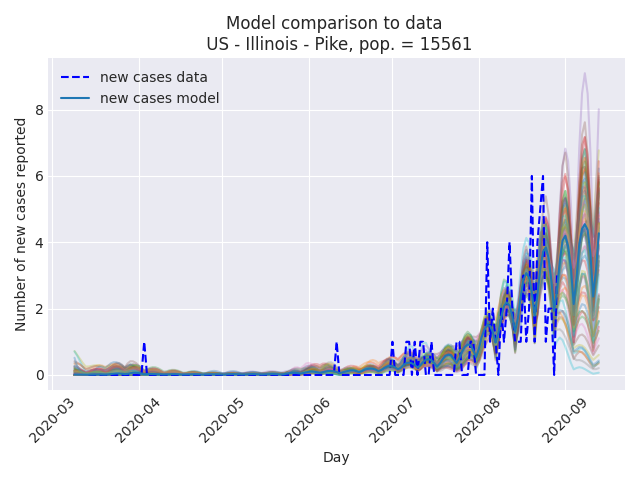 Model comparison to data
US - Illinois - Pike, pop. = 15561
new cases data
new cases model
Number of new cases reported
8
6
4
2
0
2020-03
2020-04
2020-05
2020-06
2020-07
2020-08
2020-09
Day